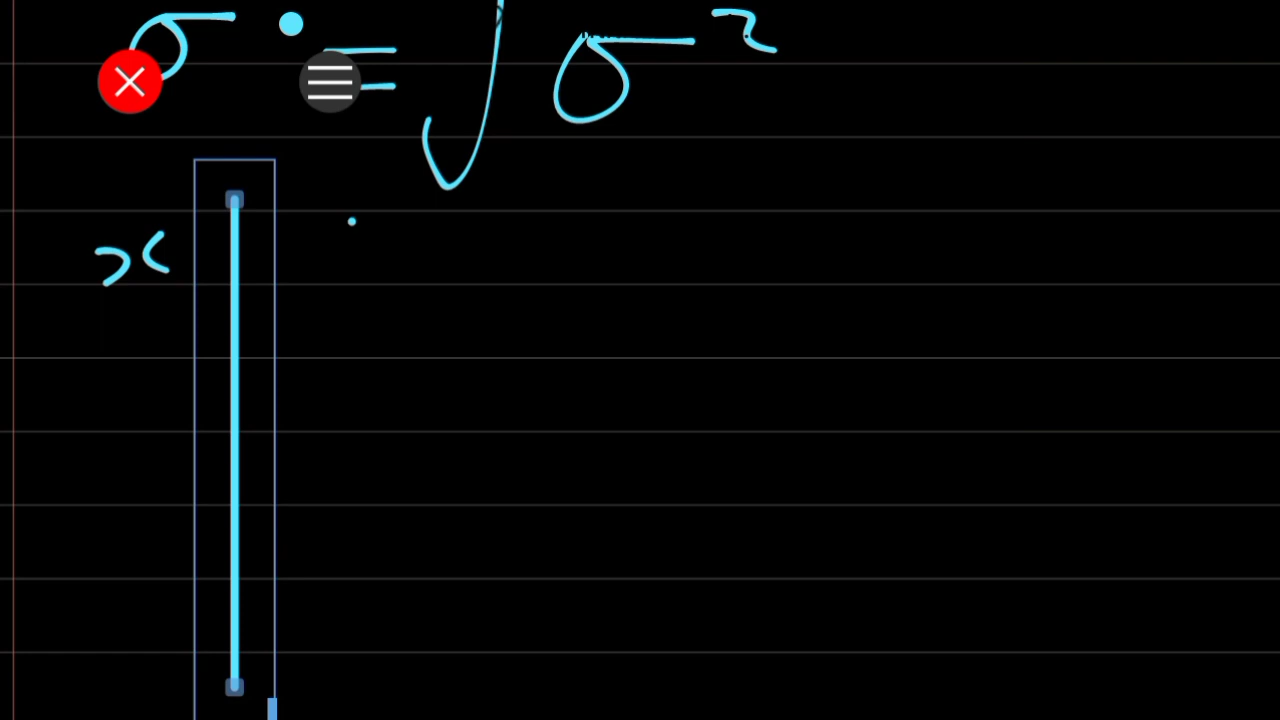 σ = √σ²
x